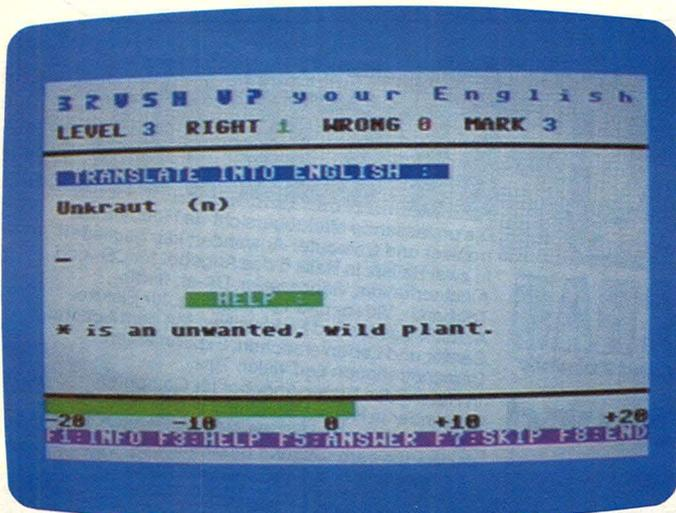 BRUSH UP your English
LEVEL 3 RIGHT 1 WRONG 0 MARK 3
TRANSLATE INTO ENGLISH :
Unkraut (n)
HELP :
* is an unwanted, wild plant.
-20 -10 0 +10 +20
F1:INFO F3:HELP F5:ANSWER F7:SKIP F8:END